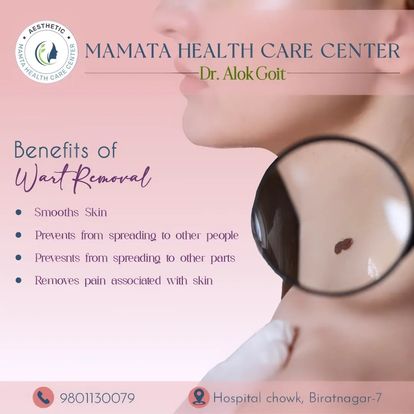 AESTHETIC
MAMTA HEALTH CARE CENTER
MAMATA HEALTH CARE CENTER
Dr. Alok Goit
Benefits of
Wart Removal
Smooths Skin
Prevents from spreading to other people
Prevesnts from spreading to other parts
Removes pain associated with skin
9801130079
Hospital chowk, Biratnagar-7